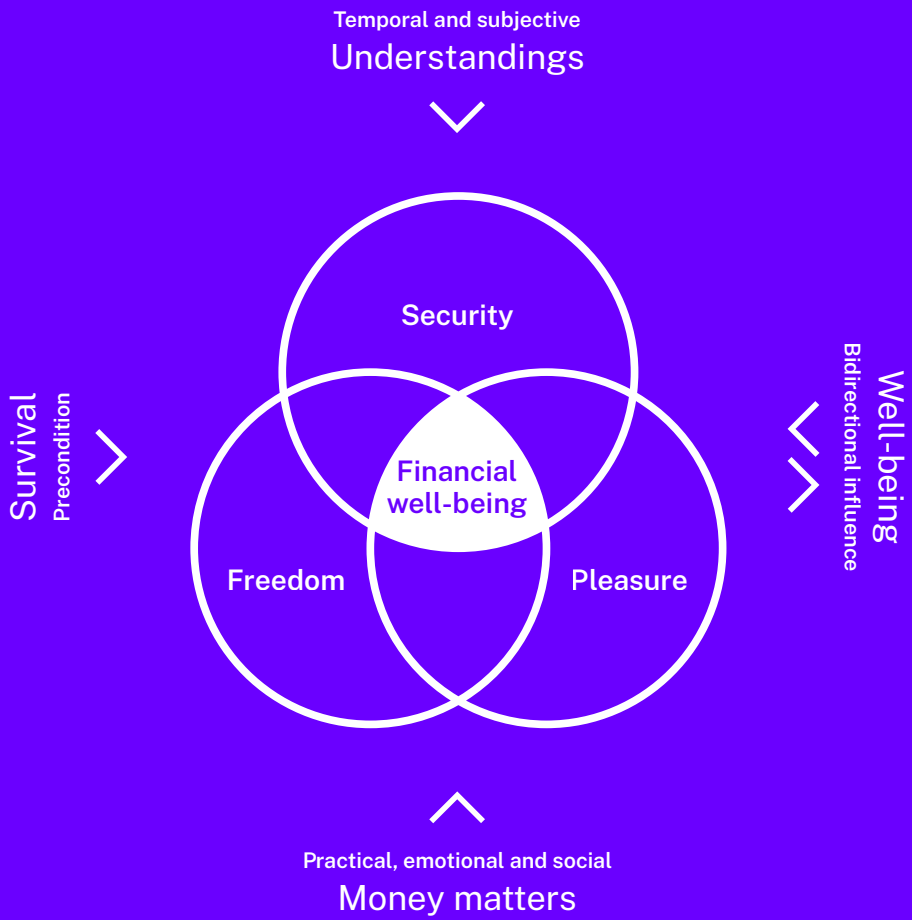 Temporal and subjective
Understandings
Security
Survival
Precondition
Financial
well-being
Well-being
Bidirectional influence
Freedom
Pleasure
Practical, emotional and social
Money matters